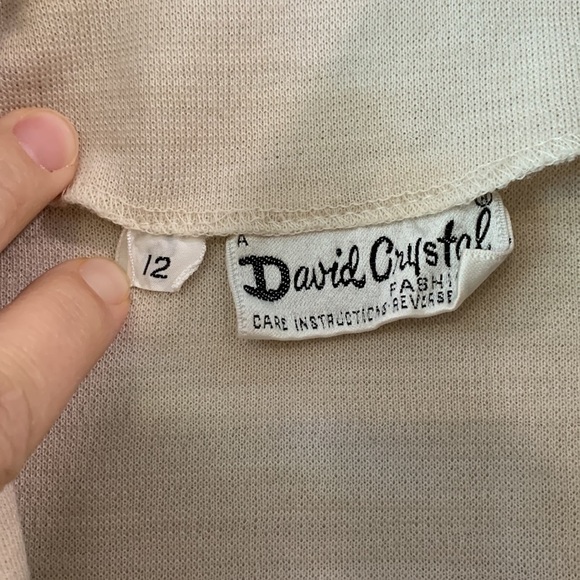 12
A
David Crystal®
FASHI
CARE INSTRUCTIONS REVERSE